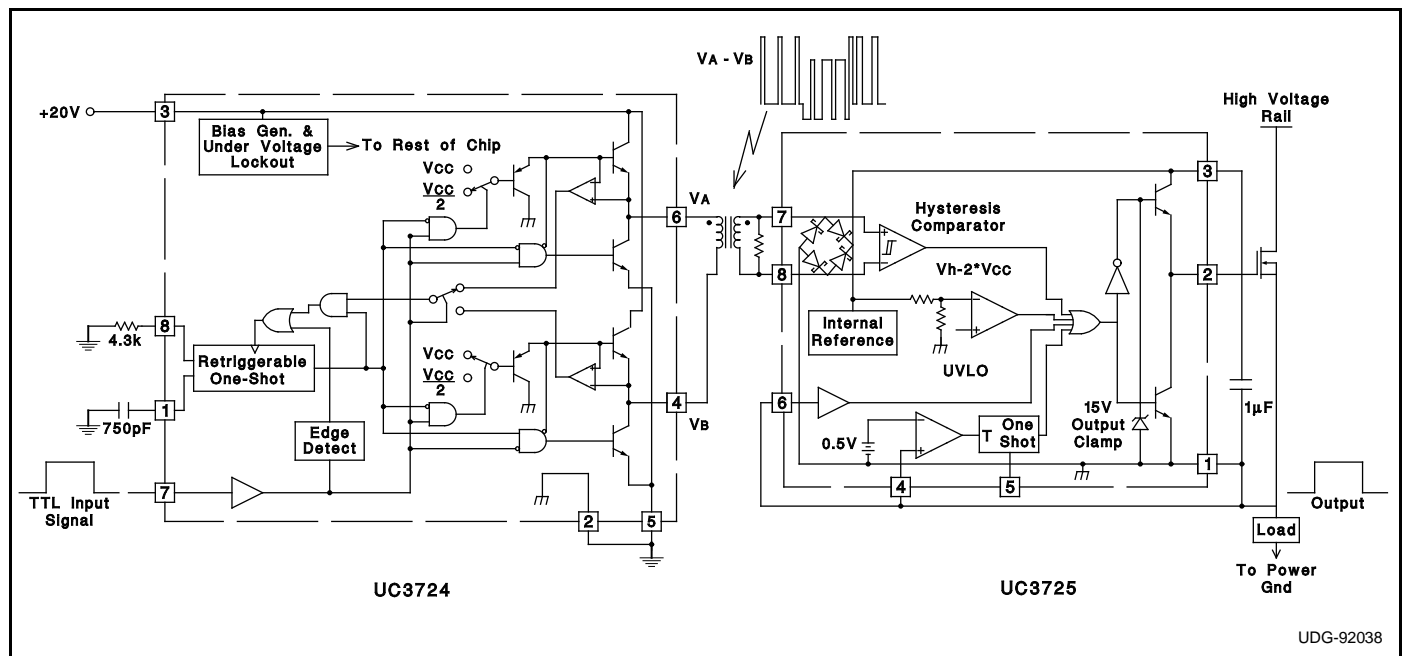 VA - VB
High Voltage
Rail
+20V
3
Bias Gen. &
Under Voltage
Lockout
To Rest of Chip
VCC
VCC
2
VA
6
7
8
Hysteresis
Comparator
Vh-2*Vcc
3
2
Internal
Reference
UVLO
8
4.3k
Retriggerable
One-Shot
1
750pF
VCC
VCC
2
4
VB
6
0.5V
T One
Shot
15V
Output
Clamp
1µF
1
4
5
Edge
Detect
7
TTL Input
Signal
2
5
Output
Load
To Power
Gnd
UC3724
UC3725
UDG-92038